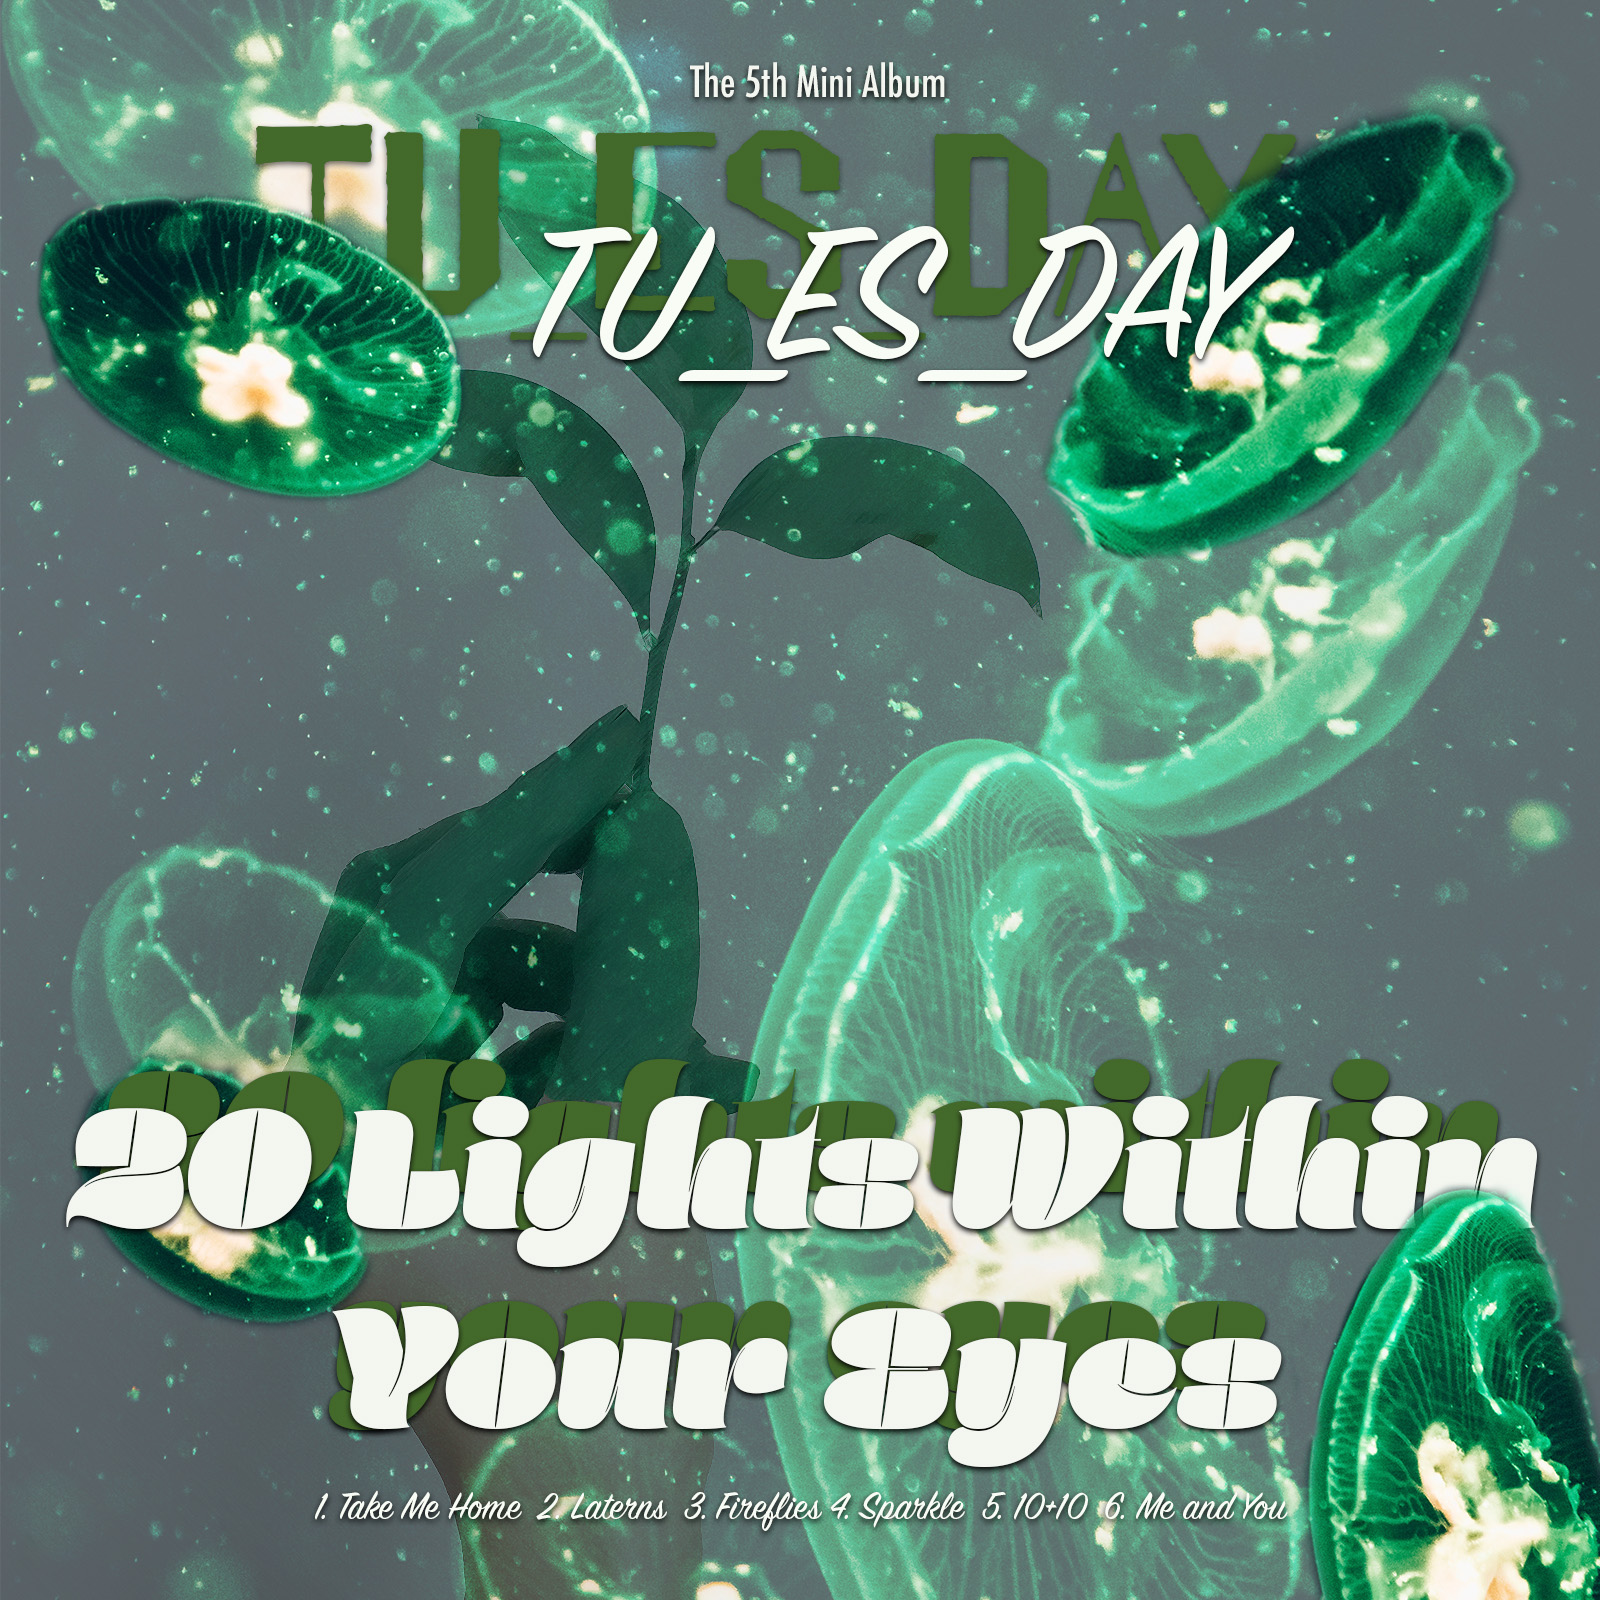 The 5th Mini Album
TU_ES_DAY
TU_ES_DAY
20 Lights Within
Your Eyes
1. Take Me Home 2. Laterns 3. Fireflies 4. Sparkle 5. 10+10 6. Me and You